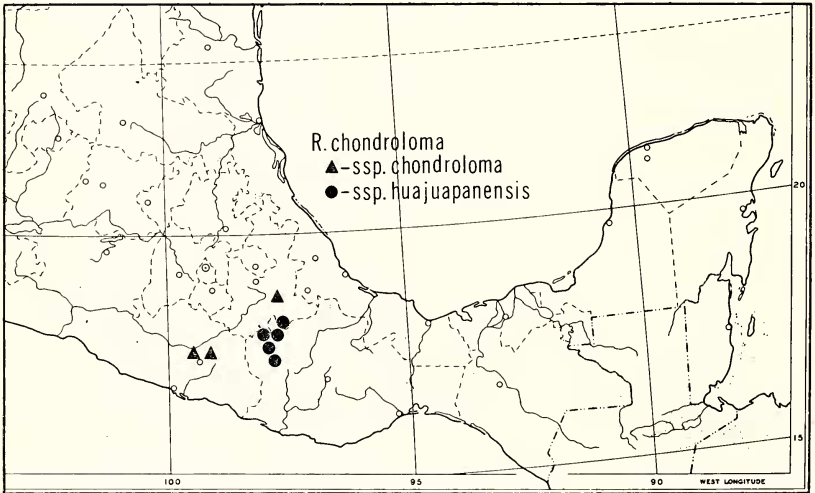 R. chondroloma
▲-ssp. chondroloma
●-ssp. huajuapanensis
20
15
100
95
90
WEST LONGITUDE